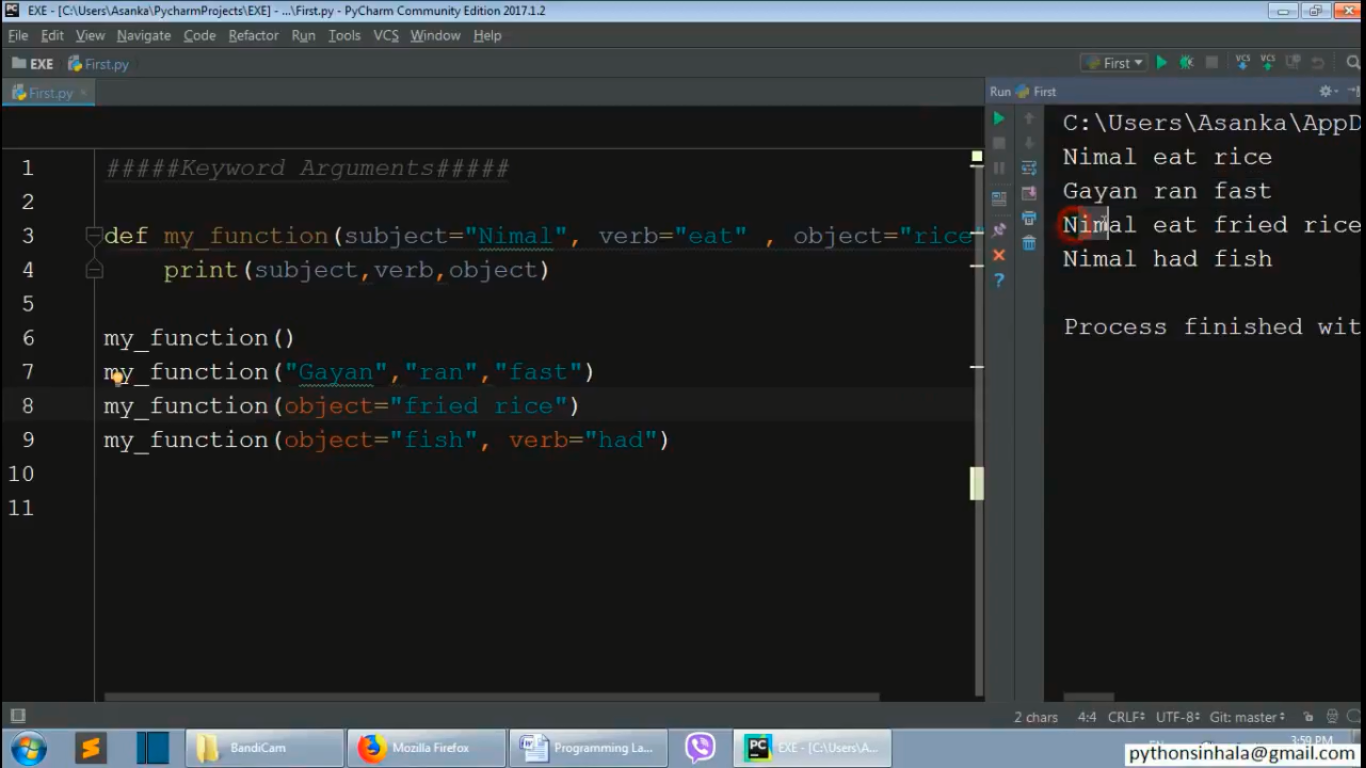 EXE - [C:\Users\Asanka\PycharmProjects\EXE] - ...\First.py - PyCharm Community Edition 2017.1.2
File Edit View Navigate Code Refactor Run Tools VCS Window Help
EXE First.py
First
VCS VCS
First.py
Run First
1 #####Keyword Arguments#####
2
3 def my_function(subject="Nimal", verb="eat" , object="rice"
4 print(subject,verb,object)
5
6 my_function()
7 my_function("Gayan","ran","fast")
8 my_function(object="fried rice")
9 my_function(object="fish", verb="had")
10
11
C:\Users\Asanka\AppD
Nimal eat rice
Gayan ran fast
Nimal eat fried rice
Nimal had fish
Process finished wit
2 chars 4:4 CRLF UTF-8 Git: master
BandiCam Mozilla Firefox Programming La... EXE - [C:\Users\A...
3:59 PM
pythonsinhala@gmail.com